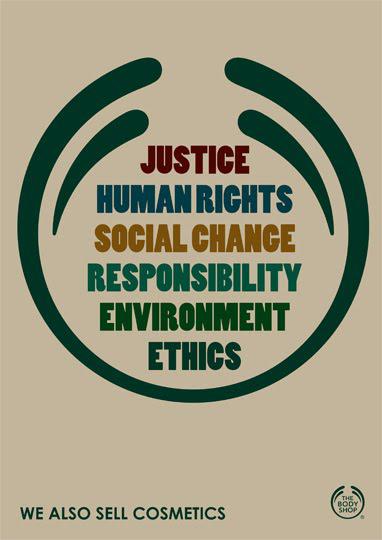 JUSTICE
HUMAN RIGHTS
SOCIAL CHANGE
RESPONSIBILITY
ENVIRONMENT
ETHICS
WE ALSO SELL COSMETICS
THE
BODY
SHOP
®